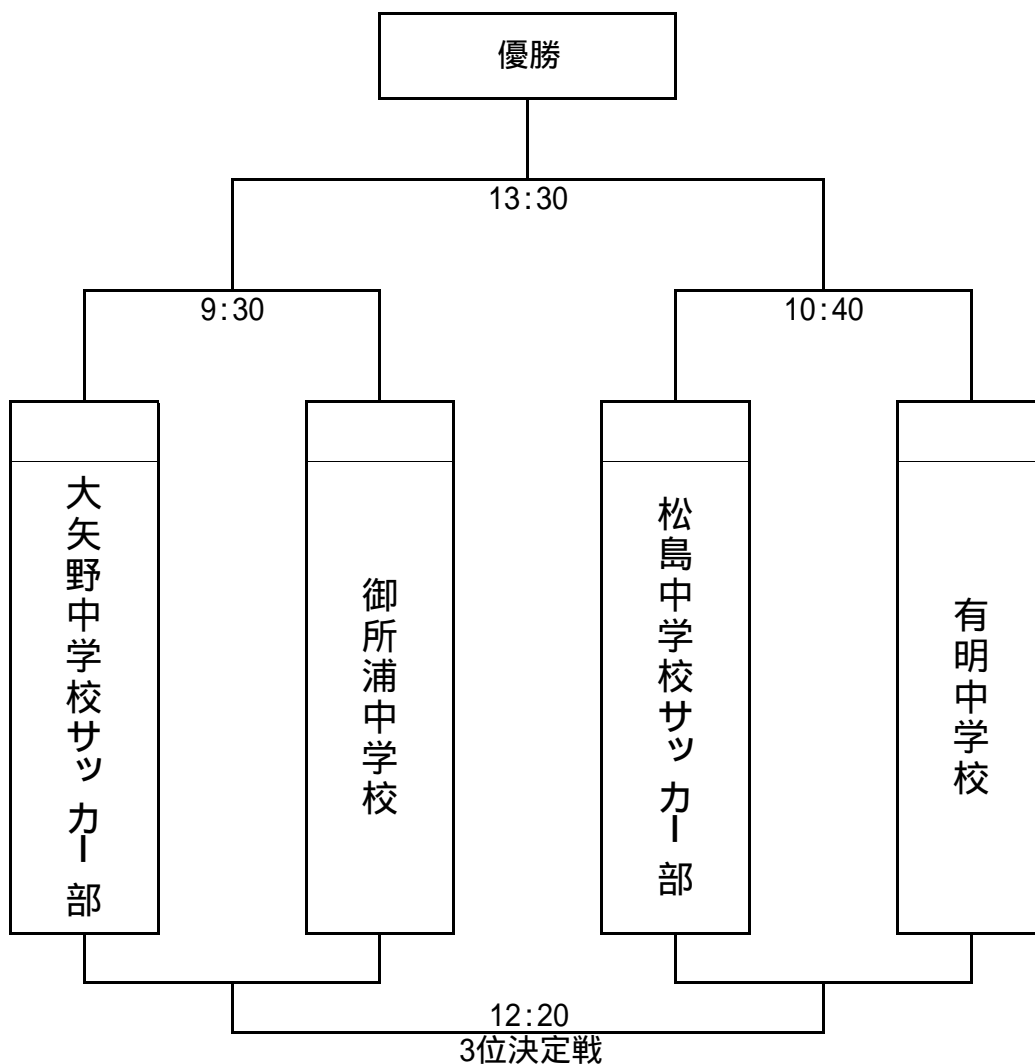 優勝
13:30
9:30
10:40
大矢野中学校サッカー部
御所浦中学校
松島中学校サッカー部
有明中学校
12:20
3位決定戦